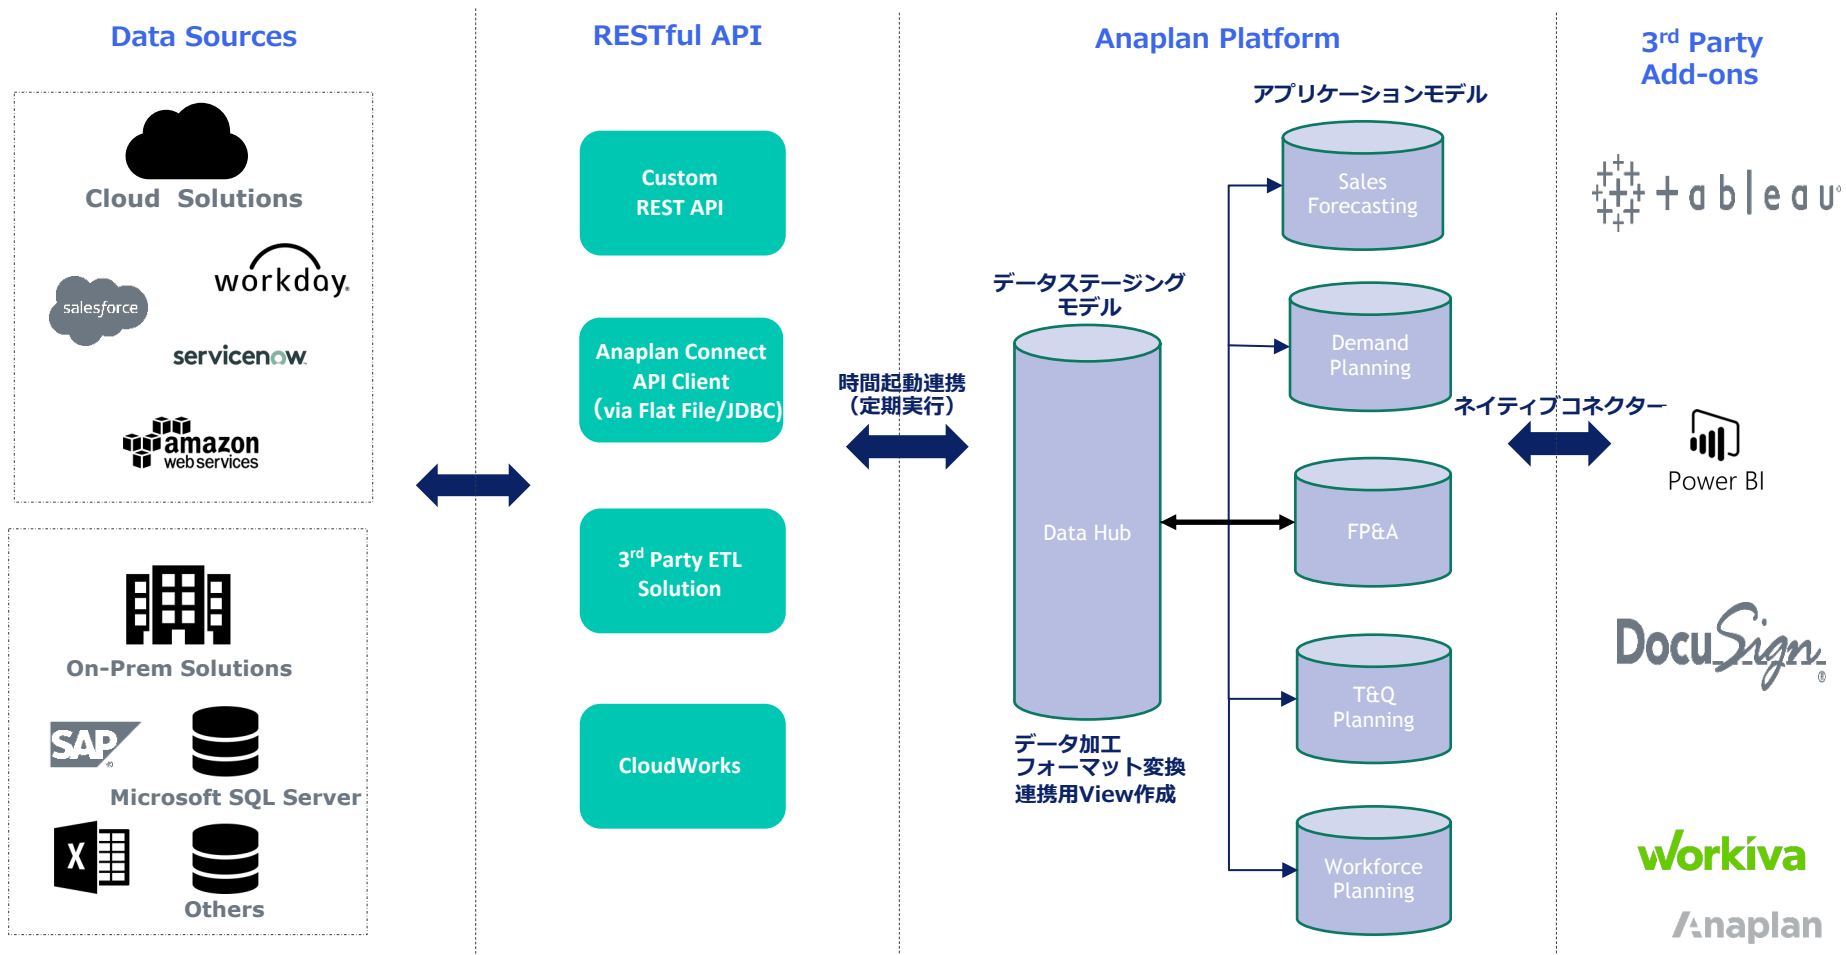 Data Sources
Cloud Solutions
workday.
salesforce
servicenow
amazon
webservices
On-Prem Solutions
SAP®
Microsoft SQL Server
X
Others
RESTful API
Custom
REST API
Anaplan Connect
API Client
(via Flat File/JDBC)
3rd Party ETL
Solution
CloudWorks
時間起動連携
（定期実行）
Anaplan Platform
アプリケーションモデル
データステージング
モデル
Data Hub
データ加工
フォーマット変換
連携用View作成
Sales
Forecasting
Demand
Planning
FP&A
T&Q
Planning
Workforce
Planning
ネイティブコネクター
3rd Party
Add-ons
+ableau®
Power BI
DocuSign®
workiva
Anaplan